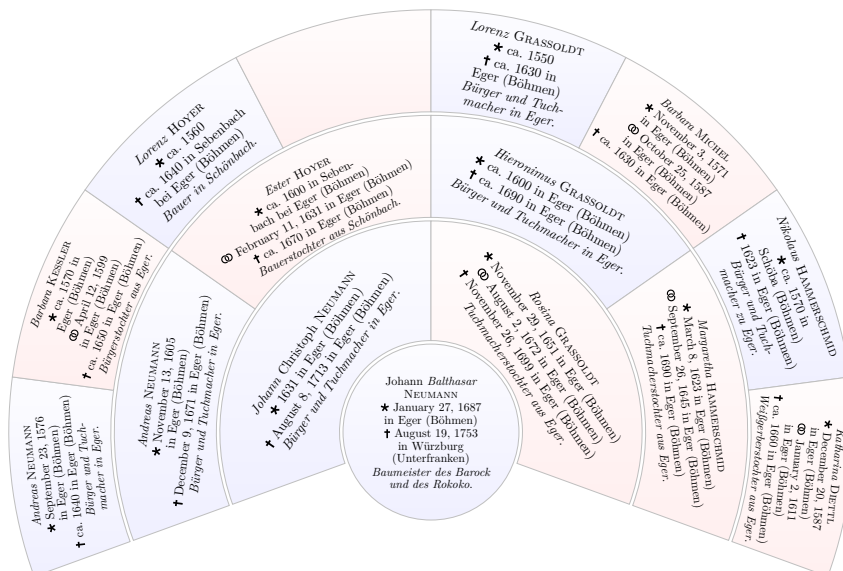 Johann Balthasar
NEUMANN
* January 27, 1687
in Eger (Böhmen)
† August 19, 1753
in Würzburg
(Unterfranken)
Baumeister des Barock
und des Rokoko.
Johann Christoph NEUMANN
* 1631 in Eger (Böhmen)
† August 8, 1713 in Eger (Böhmen)
Bürger und Tuchmacher in Eger.
Rosina GRASSOLDT
* November 29, 1651 in Eger (Böhmen)
⚭ August 2, 1672 in Eger (Böhmen)
† November 26, 1699 in Eger (Böhmen)
Tuchmacherstochter aus Eger.
Andreas NEUMANN
* November 13, 1605
in Eger (Böhmen)
† December 9, 1671 in Eger (Böhmen)
Bürger und Tuchmacher in Eger.
Ester HOYER
* ca. 1600 in Seben-
bach bei Eger (Böhmen)
⚭ February 11, 1631 in Eger (Böhmen)
† ca. 1670 in Eger (Böhmen)
Bauerstochter aus Schönbach.
Hieronimus GRASSOLDT
* ca. 1600 in Eger (Böhmen)
† ca. 1690 in Eger (Böhmen)
Bürger und Tuchmacher in Eger.
Margaretha HAMMERSCHMID
* March 8, 1623 in Eger (Böhmen)
⚭ September 26, 1645 in Eger (Böhmen)
† ca. 1690 in Eger (Böhmen)
Tuchmacherstochter aus Eger.
Andreas NEUMANN
* September 23, 1576
in Eger (Böhmen)
† ca. 1640 in Eger (Böhmen)
Bürger und Tuch-
macher in Eger.
Barbara KESSLER
* ca. 1570 in
Eger (Böhmen)
⚭ April 12, 1599
in Eger (Böhmen)
† ca. 1650 in Eger (Böhmen)
Bürgerstochter aus Eger.
Lorenz HOYER
* ca. 1560
† ca. 1640 in Sebenbach
bei Eger (Böhmen)
Bauer in Schönbach.
Lorenz GRASSOLDT
* ca. 1550
† ca. 1630 in
Eger (Böhmen)
Bürger und Tuch-
macher in Eger.
Barbara MICHEL
* November 3, 1571
in Eger (Böhmen)
⚭ October 25, 1587
in Eger (Böhmen)
† ca. 1630 in Eger (Böhmen)
Nikolaus HAMMERSCHMID
* ca. 1570 in
Schöba (Böhmen)
† 1623 in Eger (Böhmen)
Bürger und Tuch-
macher zu Eger.
Katharina DIETTL
* December 20, 1587
in Eger (Böhmen)
⚭ January 2, 1611
in Eger (Böhmen)
† ca. 1660 in Eger (Böhmen)
Weißgerberstochter aus Eger.